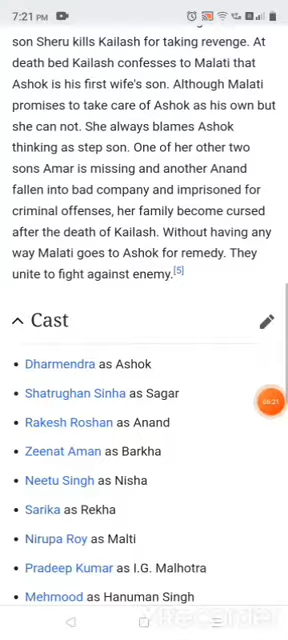 7:21 PM
son Sheru kills Kailash for taking revenge. At
death bed Kailash confesses to Malati that
Ashok is his first wife's son. Although Malati
promises to take care of Ashok as his own but
she can not. She always blames Ashok
thinking as step son. One of her other two
sons Amar is missing and another Anand
fallen into bad company and imprisoned for
criminal offenses, her family become cursed
after the death of Kailash. Without having any
way Malati goes to Ashok for remedy. They
unite to fight against enemy.[5]
Cast
• Dharmendra as Ashok
• Shatrughan Sinha as Sagar
06:21
• Rakesh Roshan as Anand
• Zeenat Aman as Barkha
• Neetu Singh as Nisha
• Sarika as Rekha
• Nirupa Roy as Malti
• Pradeep Kumar as I.G. Malhotra
• Mehmood as Hanuman Singh